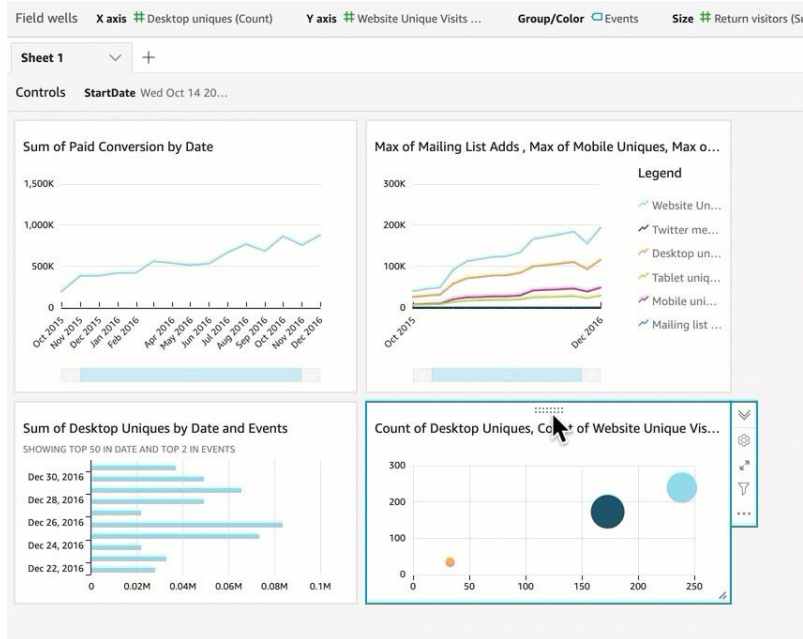 Field wells X axis Desktop uniques (Count) Y axis Website Unique Visits ... Group/Color Events Size Return visitors (Su
Sheet 1 +
Controls StartDate Wed Oct 14 20...
Sum of Paid Conversion by Date
1,500K
1,000K
500K
0
Oct 2015 Nov 2015 Dec 2015 Jan 2016 Feb 2016 Apr 2016 May 2016 Jun 2016 Jul 2016 Aug 2016 Sep 2016 Oct 2016 Nov 2016 Dec 2016
Max of Mailing List Adds , Max of Mobile Uniques, Max o...
300K
200K
100K
0
Oct 2015 Dec 2016
Legend
Website Un...
Twitter me...
Desktop un...
Tablet uniq...
Mobile uni...
Mailing list ...
Sum of Desktop Uniques by Date and Events
SHOWING TOP 50 IN DATE AND TOP 2 IN EVENTS
Dec 30, 2016
Dec 28, 2016
Dec 26, 2016
Dec 24, 2016
Dec 22, 2016
0 0.02M 0.04M 0.06M 0.08M 0.1M
Count of Desktop Uniques, of Website Unique Vis...
300
200
100
0
0 50 100 150 200 250